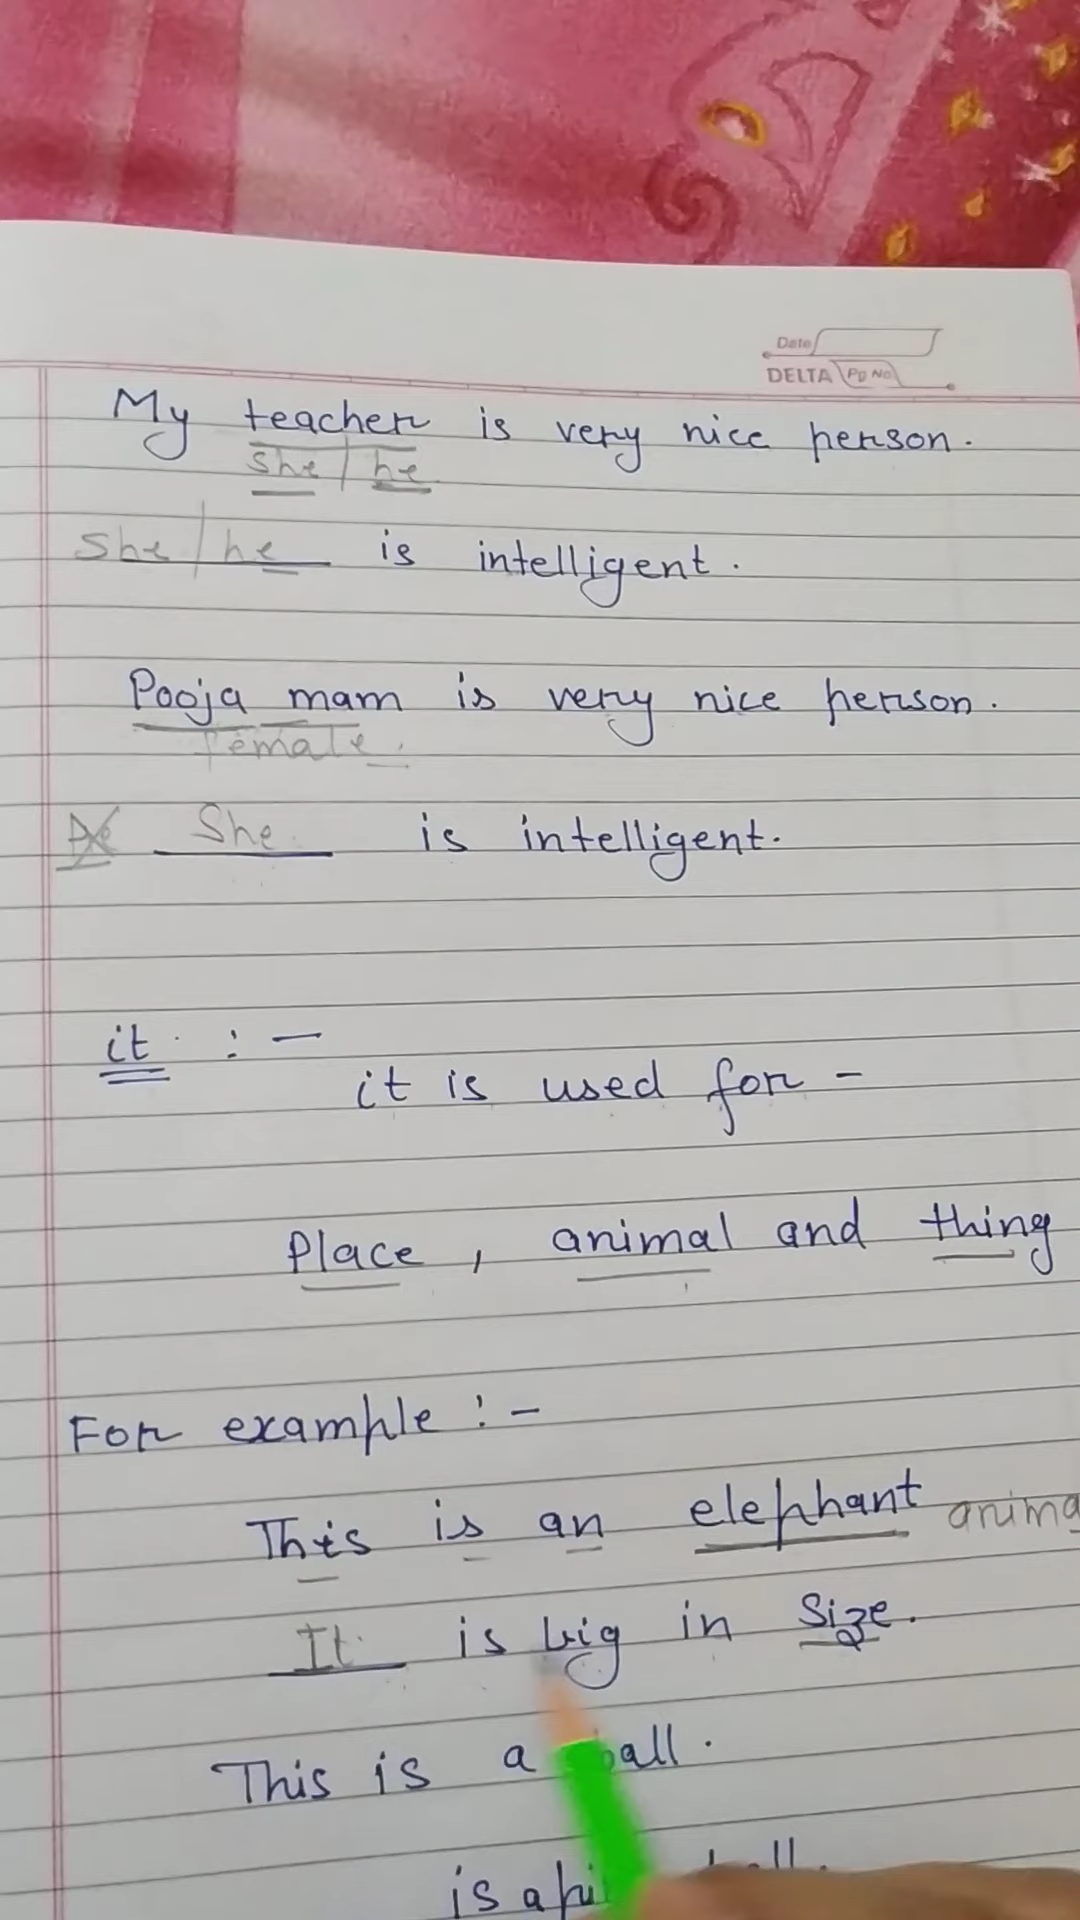 Date
DELTA Pg No
My teacher is very nice person.
she / he
she / he is intelligent.
Pooja mam is very nice person.
female.
He She is intelligent.
it : -
it is used for -
Place , animal and thing
For example : -
This is an elephant anima
It is big in size.
This is a ball.
is a